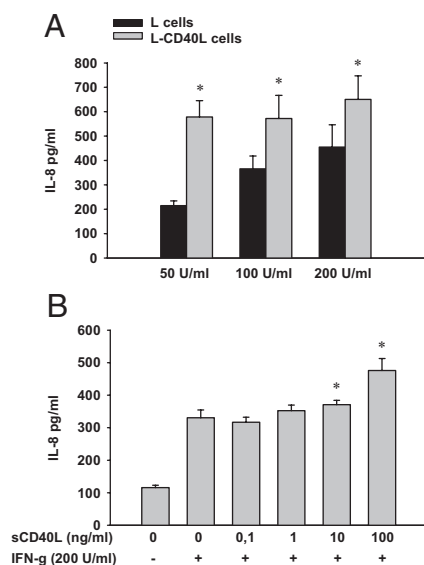 A
L cells
L-CD40L cells
800
700
600
500
400
300
200
100
0
IL-8 pg/ml
* * *
50 U/ml 100 U/ml 200 U/ml
B
600
500
400
300
200
100
0
IL-8 pg/ml
* *
sCD40L (ng/ml) 0 0 0,1 1 10 100
IFN-g (200 U/ml) - + + + + +